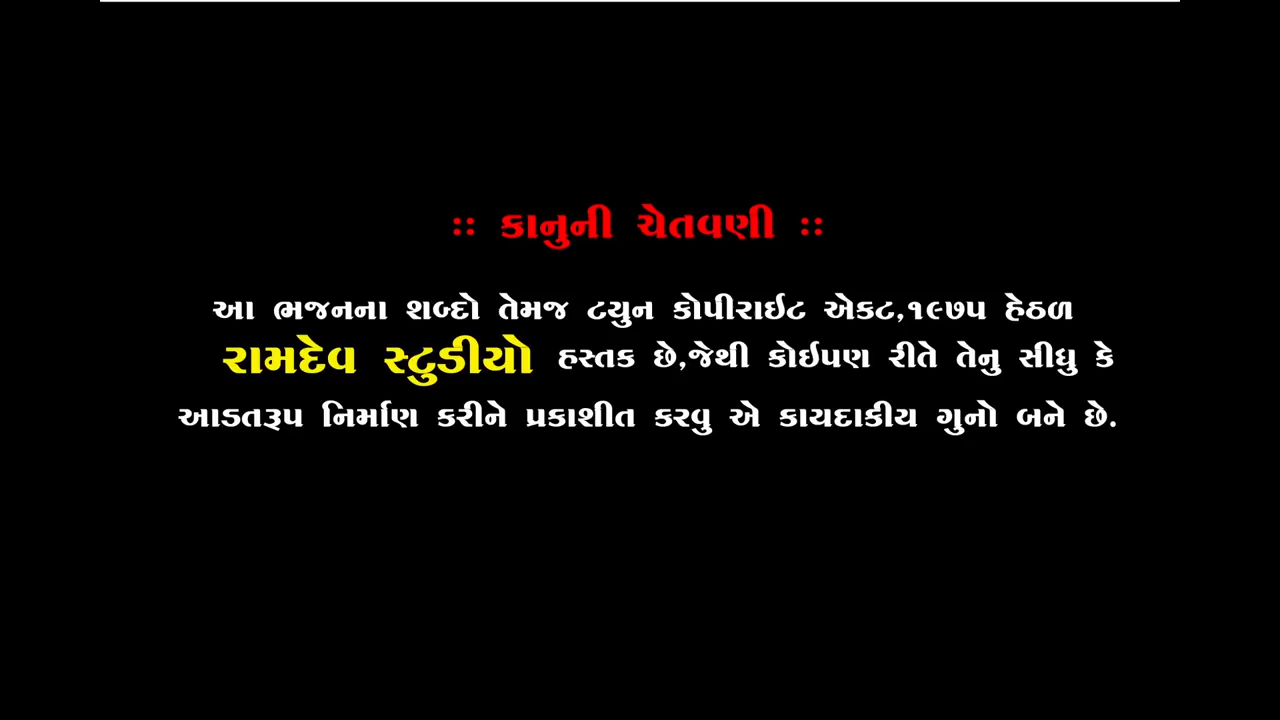 :: કાનુની ચેતવણી ::
આ ભજનના શબ્દો તેમજ ટયુન કોપીરાઈટ એકટ,૧૯૭૫ હેઠળ
રામદેવ સ્ટુડીયો હસ્તક છે,જેથી કોઈપણ રીતે તેનુ સીધુ કે
આડતરૂપ નિર્માણ કરીને પ્રકાશીત કરવુ એ કાયદાકીય ગુનો બને છે.